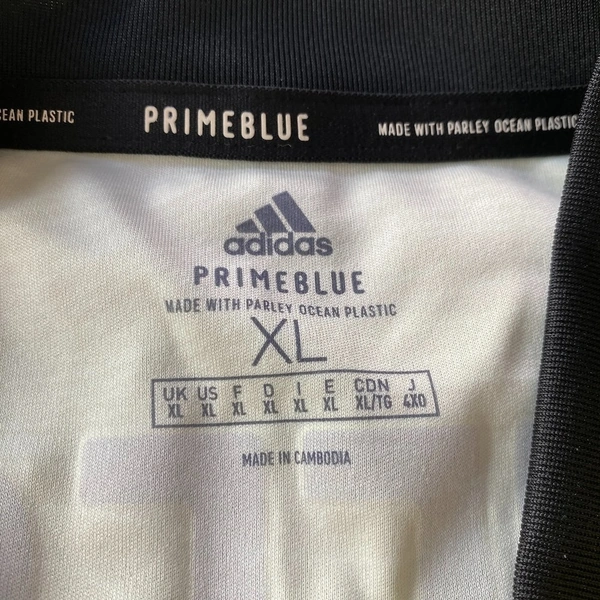 EAN PLASTIC PRIMEBLUE MADE WITH PARLEY OCEAN PLASTIC
adidas
PRIMEBLUE
MADE WITH PARLEY OCEAN PLASTIC
XL
UK US F D I E CDN J
XL XL XL XL XL XL XL/TG 4XO
MADE IN CAMBODIA